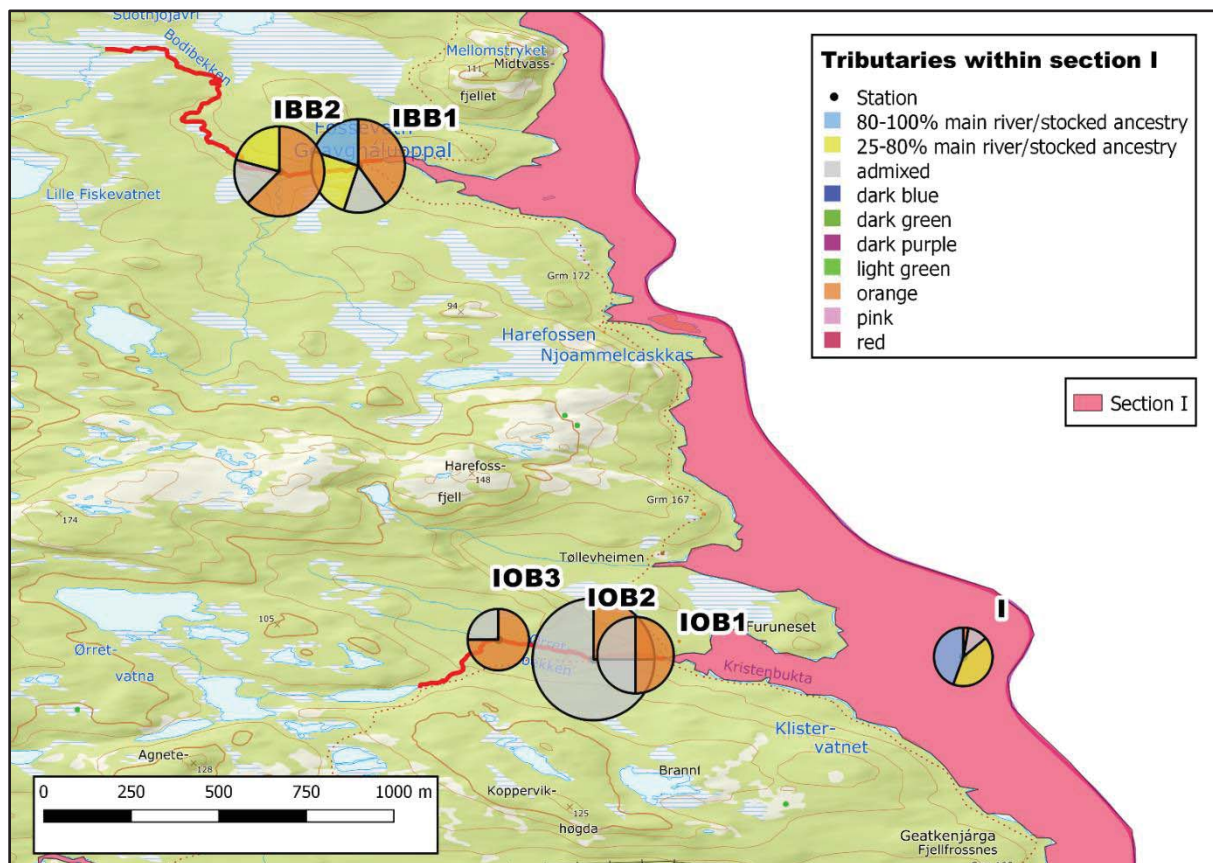 Suotnjojávri
Bodibekken
Mellomstryket
111 Midtvass-
fjellet
IBB2
IBB1
Lille Fiskevatnet
Grm 172
94
Harefossen
Njoammelcaskkas
Harefoss-
148
fjell
174
Grm 167
Tøllevheimen
IOB3
IOB2
IOB1
I
Furuneset
105
Ørret-
vatna
Kristenbukta
Klister-
vatnet
Agnete-
128
Brannl
Koppervik-
125
høgda
Geatkenjárga
Fjellfrossnes
0 250 500 750 1000 m
Tributaries within section I
Station
80-100% main river/stocked ancestry
25-80% main river/stocked ancestry
admixed
dark blue
dark green
dark purple
light green
orange
pink
red
Section I